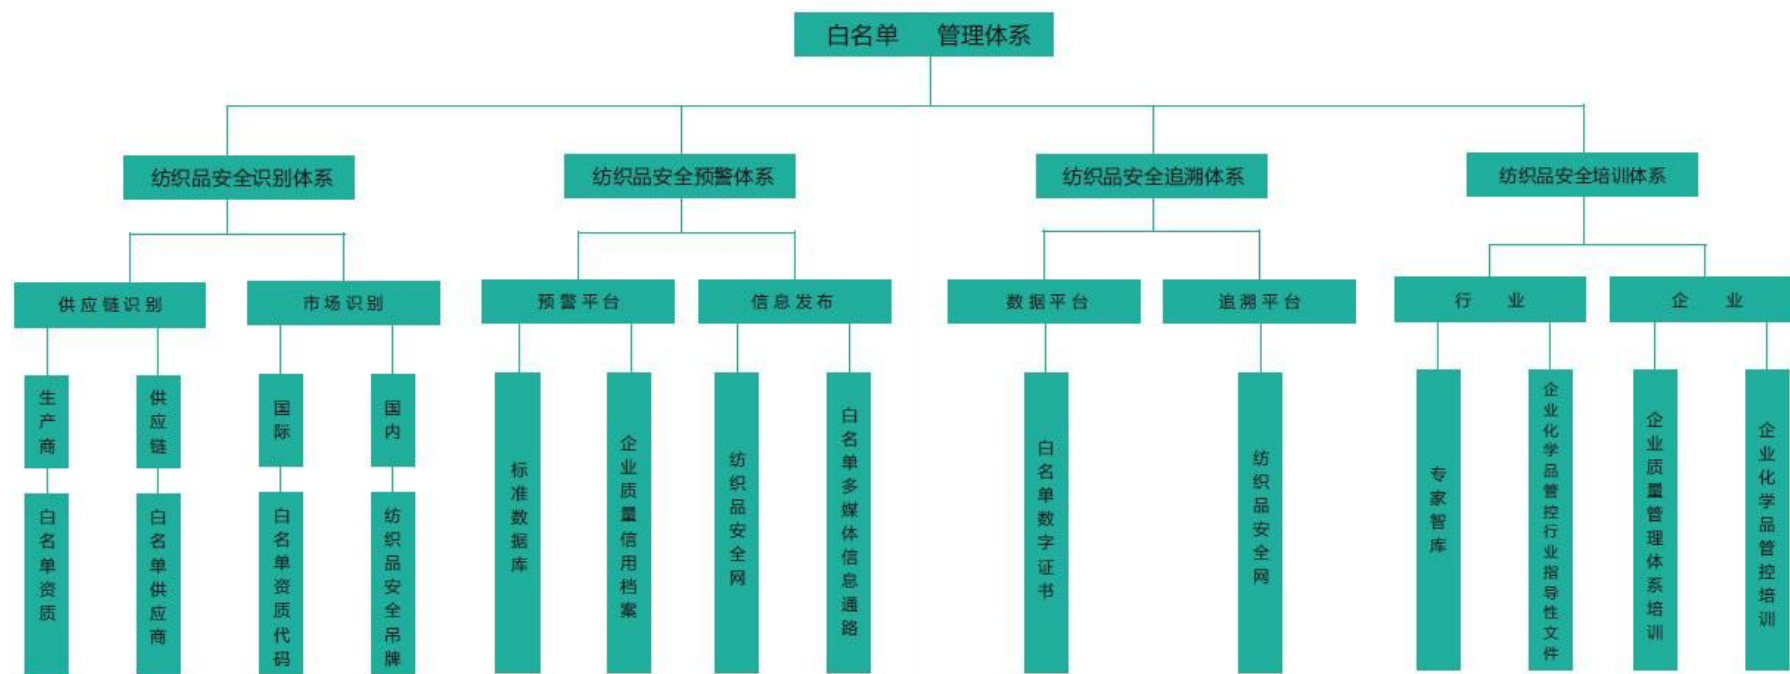 白名单 管理体系
纺织品安全识别体系
纺织品安全预警体系
纺织品安全追溯体系
纺织品安全培训体系
供应链识别
市场识别
预警平台
信息发布
数据平台
追溯平台
行 业
企 业
生产商
供应链
国际
国内
标准数据库
企业质量信用档案
纺织品安全网
白名单多媒体信息通路
白名单数字证书
纺织品安全网
专家智库
企业化学品管控行业指导性文件
企业质量管理体系培训
企业化学品管控培训
白名单资质
白名单供应商
白名单资质代码
纺织品安全吊牌